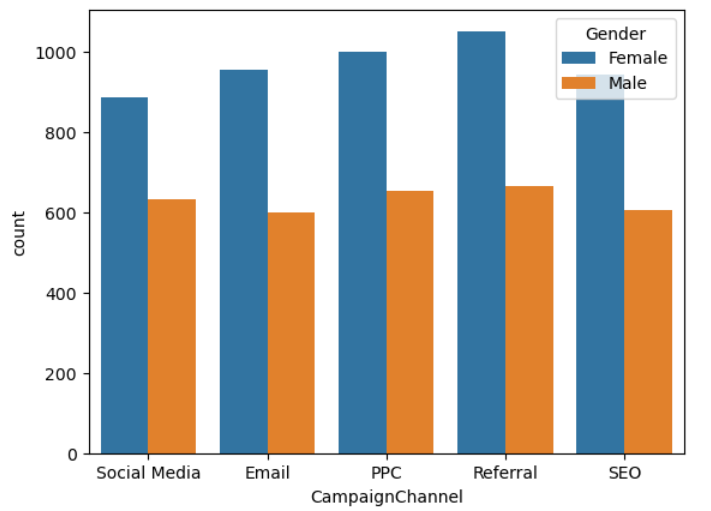 Gender
Female
Male
1000
800
600
400
200
0
count
Social Media Email PPC Referral SEO
CampaignChannel